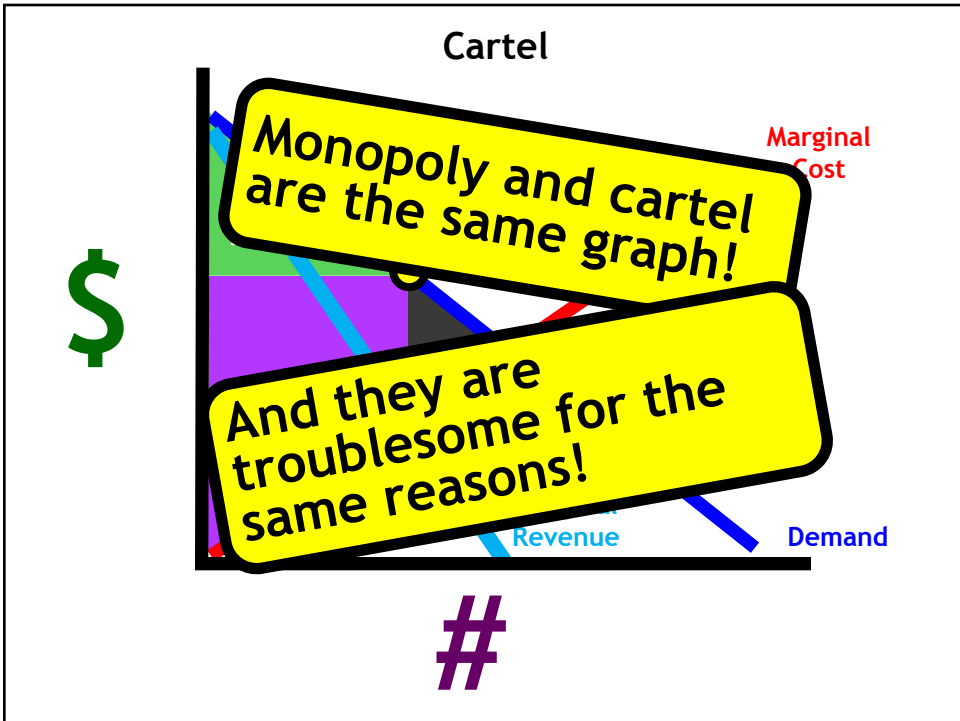 Cartel
Monopoly and cartel
are the same graph!
Marginal
Cost
$
And they are
troublesome for the
same reasons!
Revenue
Demand
#